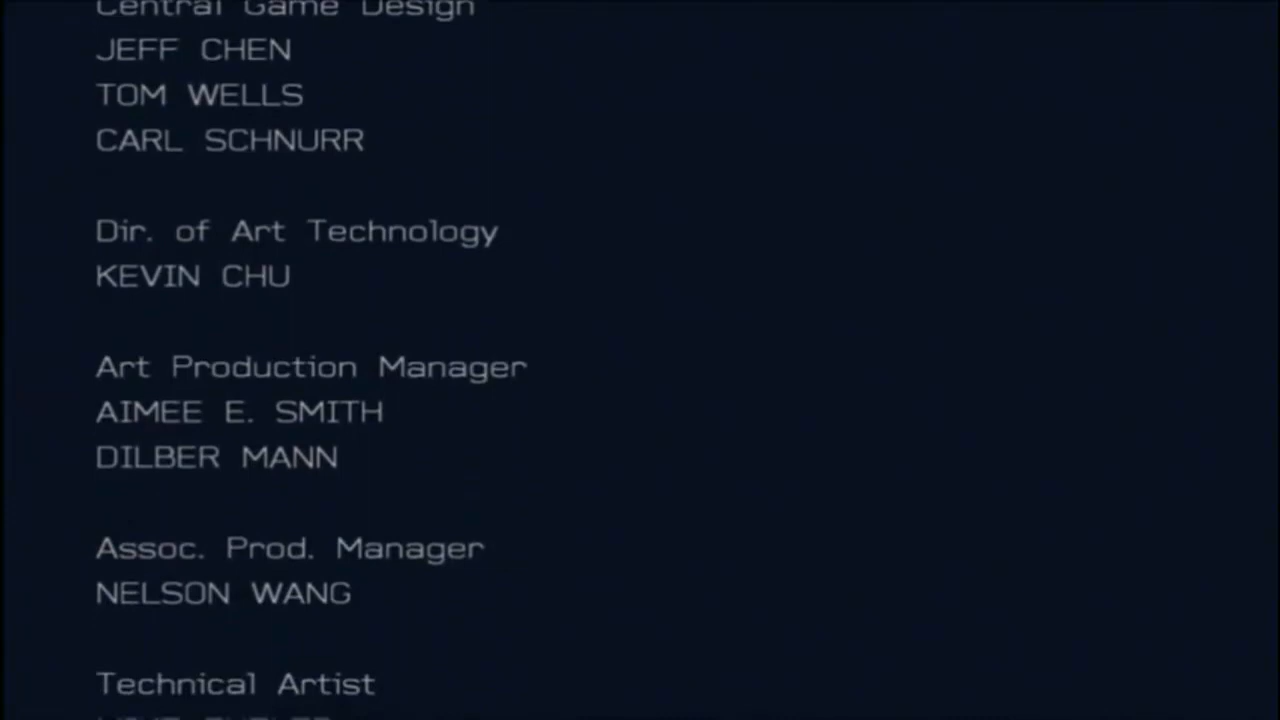 Central Game Design
JEFF CHEN
TOM WELLS
CARL SCHNURR
Dir. of Art Technology
KEVIN CHU
Art Production Manager
AIMEE E. SMITH
DILBER MANN
Assoc. Prod. Manager
NELSON WANG
Technical Artist